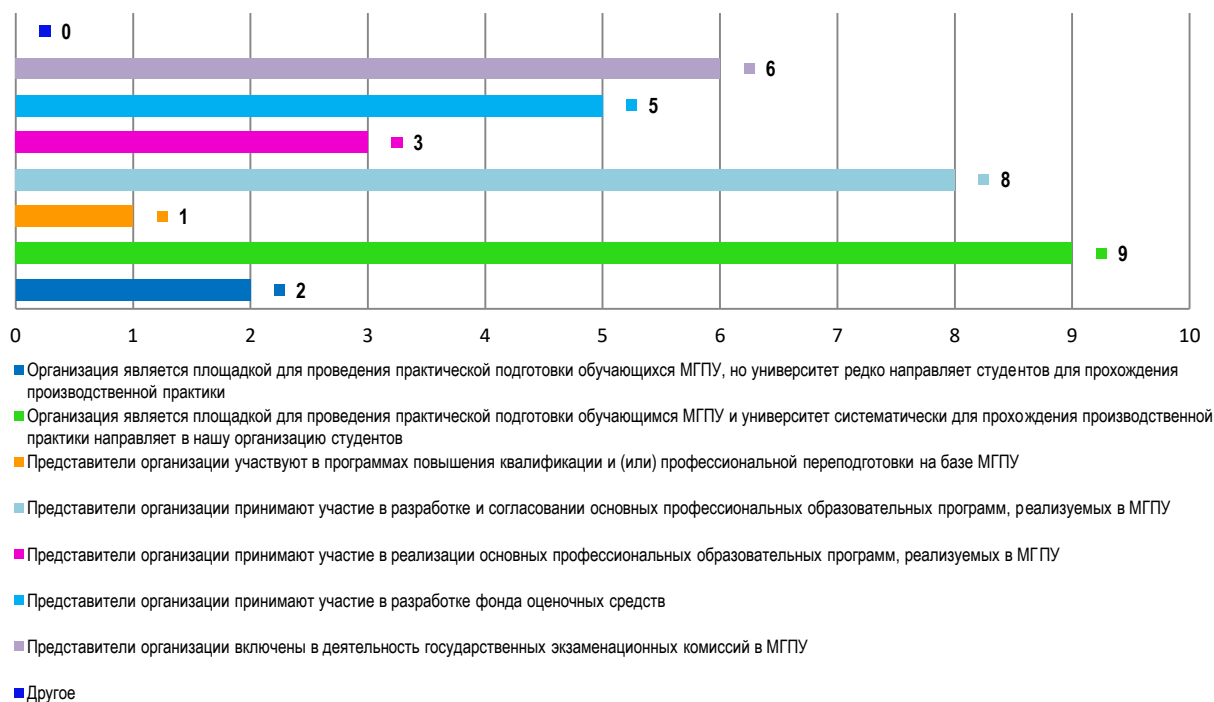 0
6
5
3
8
1
9
2
0 1 2 3 4 5 6 7 8 9 10
Организация является площадкой для проведения практической подготовки обучающихся МГПУ, но университет редко направляет студентов для прохождения
производственной практики
Организация является площадкой для проведения практической подготовки обучающимся МГПУ и университет систематически для прохождения производственной
практики направляет в нашу организацию студентов
Представители организации участвуют в программах повышения квалификации и (или) профессиональной переподготовки на базе МГПУ
Представители организации принимают участие в разработке и согласовании основных профессиональных образовательных программ, реализуемых в МГПУ
Представители организации принимают участие в реализации основных профессиональных образовательных программ, реализуемых в МГПУ
Представители организации принимают участие в разработке фонда оценочных средств
Представители организации включены в деятельность государственных экзаменационных комиссий в МГПУ
Другое